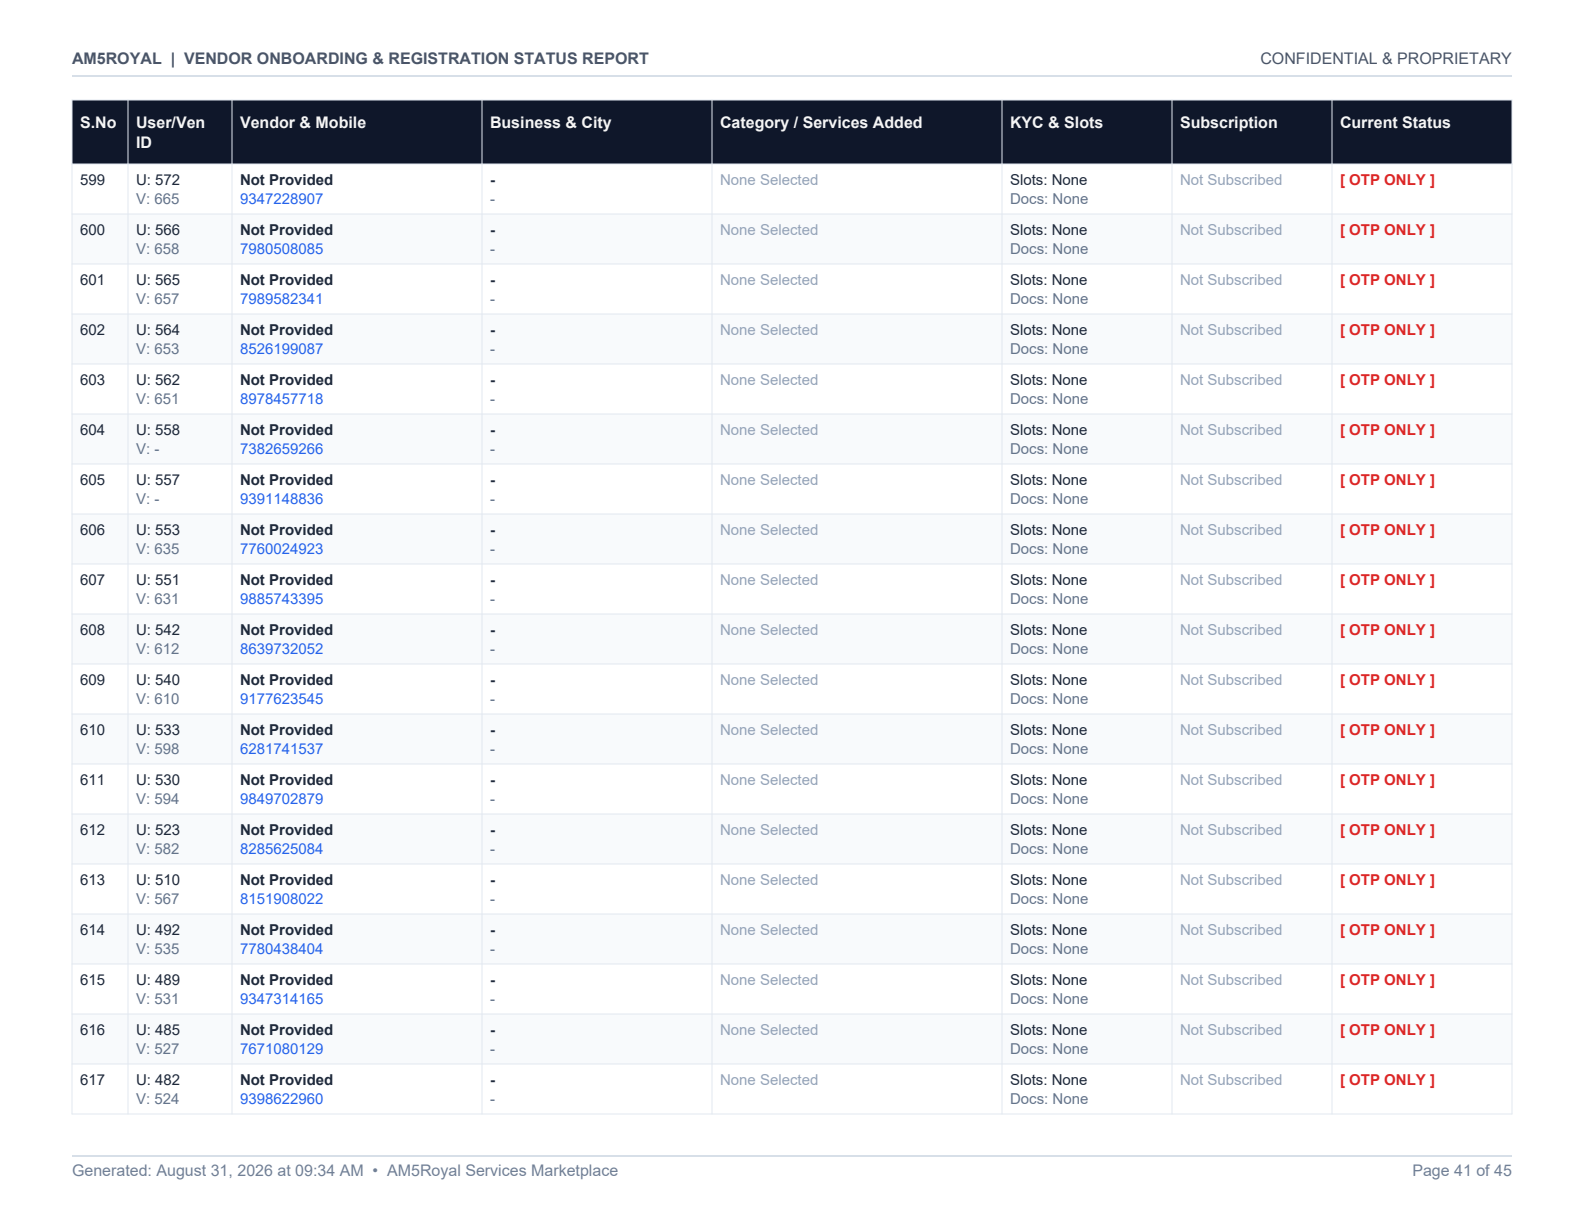 AM5ROYAL | VENDOR ONBOARDING & REGISTRATION STATUS REPORT CONFIDENTIAL & PROPRIETARY
S.No User/Ven ID Vendor & Mobile Business & City Category / Services Added KYC & Slots Subscription Current Status
599 U: 572 Not Provided - None Selected Slots: None Not Subscribed [ OTP ONLY ]
V: 665 9347228907 - Docs: None
600 U: 566 Not Provided - None Selected Slots: None Not Subscribed [ OTP ONLY ]
V: 658 7980508085 - Docs: None
601 U: 565 Not Provided - None Selected Slots: None Not Subscribed [ OTP ONLY ]
V: 657 7989582341 - Docs: None
602 U: 564 Not Provided - None Selected Slots: None Not Subscribed [ OTP ONLY ]
V: 653 8526199087 - Docs: None
603 U: 562 Not Provided - None Selected Slots: None Not Subscribed [ OTP ONLY ]
V: 651 8978457718 - Docs: None
604 U: 558 Not Provided - None Selected Slots: None Not Subscribed [ OTP ONLY ]
V: - 7382659266 - Docs: None
605 U: 557 Not Provided - None Selected Slots: None Not Subscribed [ OTP ONLY ]
V: - 9391148836 - Docs: None
606 U: 553 Not Provided - None Selected Slots: None Not Subscribed [ OTP ONLY ]
V: 635 7760024923 - Docs: None
607 U: 551 Not Provided - None Selected Slots: None Not Subscribed [ OTP ONLY ]
V: 631 9885743395 - Docs: None
608 U: 542 Not Provided - None Selected Slots: None Not Subscribed [ OTP ONLY ]
V: 612 8639732052 - Docs: None
609 U: 540 Not Provided - None Selected Slots: None Not Subscribed [ OTP ONLY ]
V: 610 9177623545 - Docs: None
610 U: 533 Not Provided - None Selected Slots: None Not Subscribed [ OTP ONLY ]
V: 598 6281741537 - Docs: None
611 U: 530 Not Provided - None Selected Slots: None Not Subscribed [ OTP ONLY ]
V: 594 9849702879 - Docs: None
612 U: 523 Not Provided - None Selected Slots: None Not Subscribed [ OTP ONLY ]
V: 582 8285625084 - Docs: None
613 U: 510 Not Provided - None Selected Slots: None Not Subscribed [ OTP ONLY ]
V: 567 8151908022 - Docs: None
614 U: 492 Not Provided - None Selected Slots: None Not Subscribed [ OTP ONLY ]
V: 535 7780438404 - Docs: None
615 U: 489 Not Provided - None Selected Slots: None Not Subscribed [ OTP ONLY ]
V: 531 9347314165 - Docs: None
616 U: 485 Not Provided - None Selected Slots: None Not Subscribed [ OTP ONLY ]
V: 527 7671080129 - Docs: None
617 U: 482 Not Provided - None Selected Slots: None Not Subscribed [ OTP ONLY ]
V: 524 9398622960 - Docs: None
Generated: August 31, 2026 at 09:34 AM • AM5Royal Services Marketplace Page 41 of 45